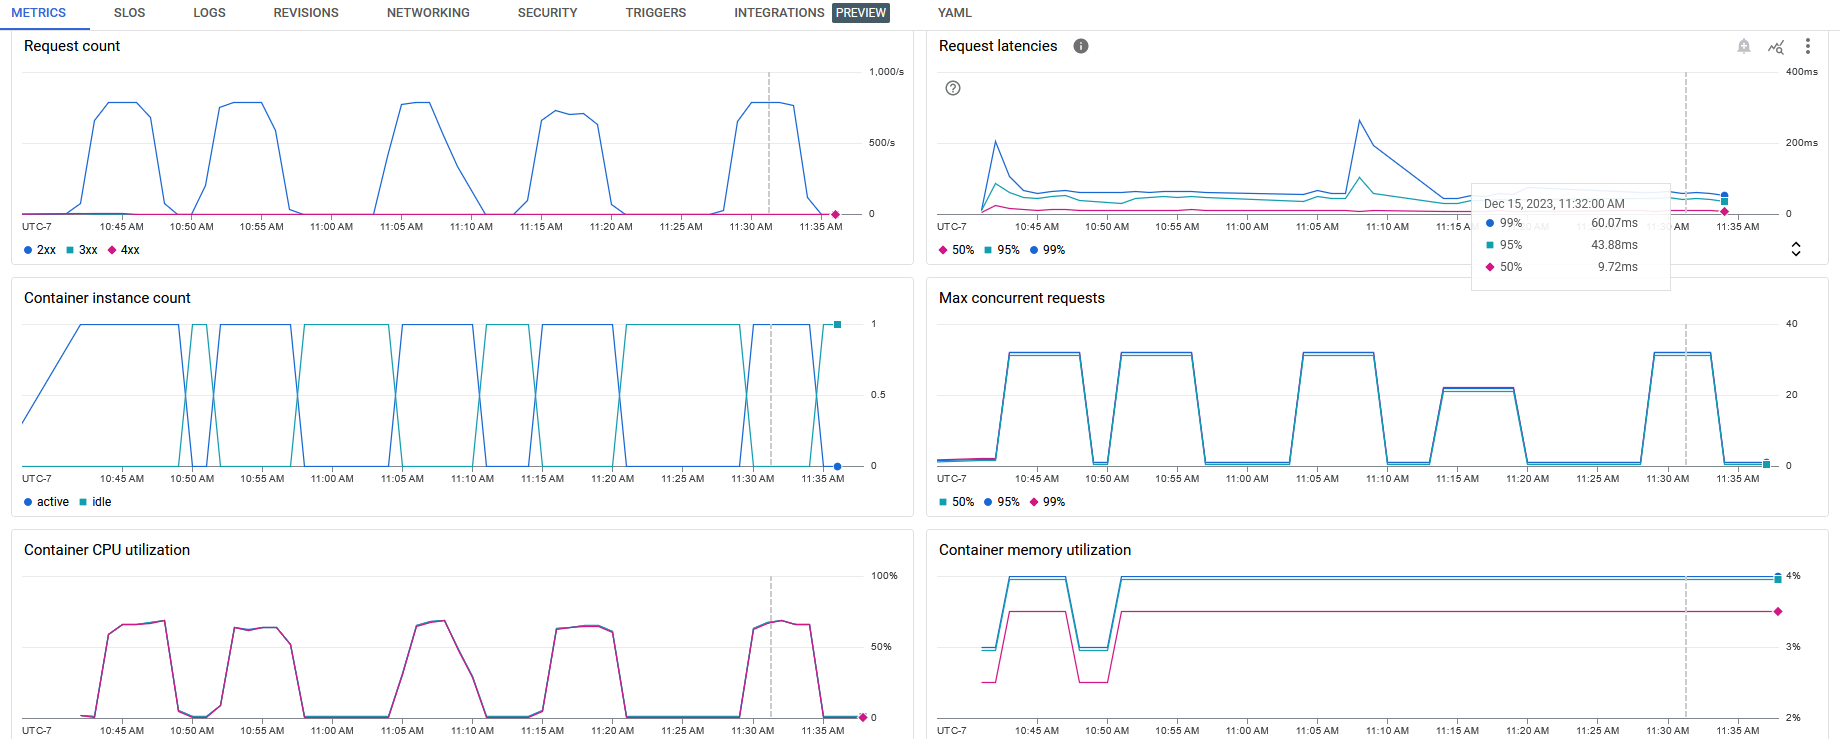 METRICS SLOS LOGS REVISIONS NETWORKING SECURITY TRIGGERS INTEGRATIONS PREVIEW YAML
Request count
1,000/s
500/s
0
UTC-7 10:45 AM 10:50 AM 10:55 AM 11:00 AM 11:05 AM 11:10 AM 11:15 AM 11:20 AM 11:25 AM 11:30 AM 11:35 AM
2xx 3xx 4xx
Request latencies
400ms
200ms
0
UTC-7 10:45 AM 10:50 AM 10:55 AM 11:00 AM 11:05 AM 11:10 AM 11:15 AM 11:20 AM 11:30 AM 11:35 AM
Dec 15, 2023, 11:32:00 AM
99% 60.07ms
95% 43.88ms
50% 9.72ms
50% 95% 99%
Container instance count
1
0.5
0
UTC-7 10:45 AM 10:50 AM 10:55 AM 11:00 AM 11:05 AM 11:10 AM 11:15 AM 11:20 AM 11:25 AM 11:30 AM 11:35 AM
active idle
Max concurrent requests
40
20
0
UTC-7 10:45 AM 10:50 AM 10:55 AM 11:00 AM 11:05 AM 11:10 AM 11:15 AM 11:20 AM 11:25 AM 11:30 AM 11:35 AM
50% 95% 99%
Container CPU utilization
100%
50%
0
UTC-7 10:45 AM 10:50 AM 10:55 AM 11:00 AM 11:05 AM 11:10 AM 11:15 AM 11:20 AM 11:25 AM 11:30 AM 11:35 AM
Container memory utilization
4%
3%
2%
UTC-7 10:45 AM 10:50 AM 10:55 AM 11:00 AM 11:05 AM 11:10 AM 11:15 AM 11:20 AM 11:25 AM 11:30 AM 11:35 AM